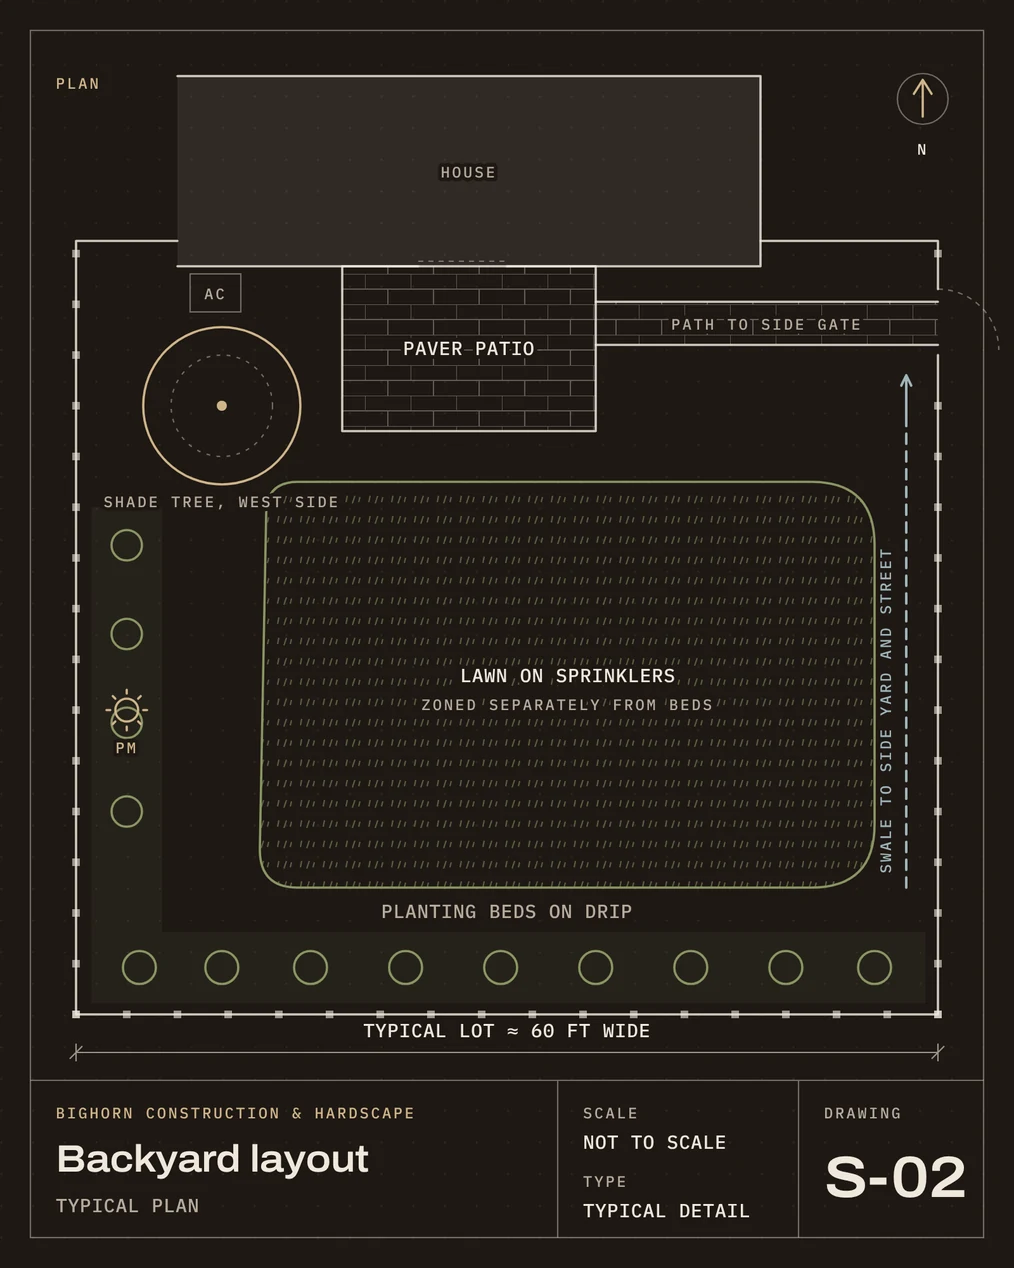 PLAN
N
HOUSE
AC
PATH TO SIDE GATE
PAVER PATIO
SHADE TREE, WEST SIDE
SWALE TO SIDE YARD AND STREET
LAWN ON SPRINKLERS
ZONED SEPARATELY FROM BEDS
PM
PLANTING BEDS ON DRIP
TYPICAL LOT ≈ 60 FT WIDE
BIGHORN CONSTRUCTION & HARDSCAPE
Backyard layout
TYPICAL PLAN
SCALE
NOT TO SCALE
TYPE
TYPICAL DETAIL
DRAWING
S-02